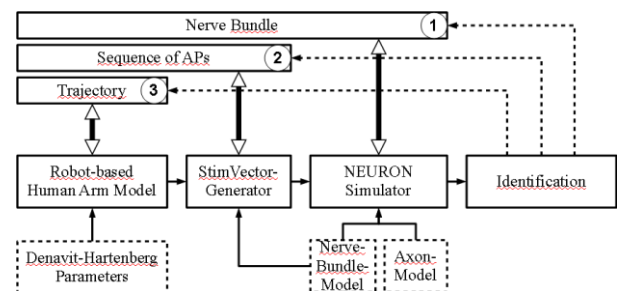 Nerve Bundle 1
Sequence of APs 2
Trajectory 3
Robot-based
Human Arm Model
StimVector-
Generator
NEURON
Simulator
Identification
Denavit-Hartenberg
Parameters
Nerve-
Bundle-
Model
Axon-
Model